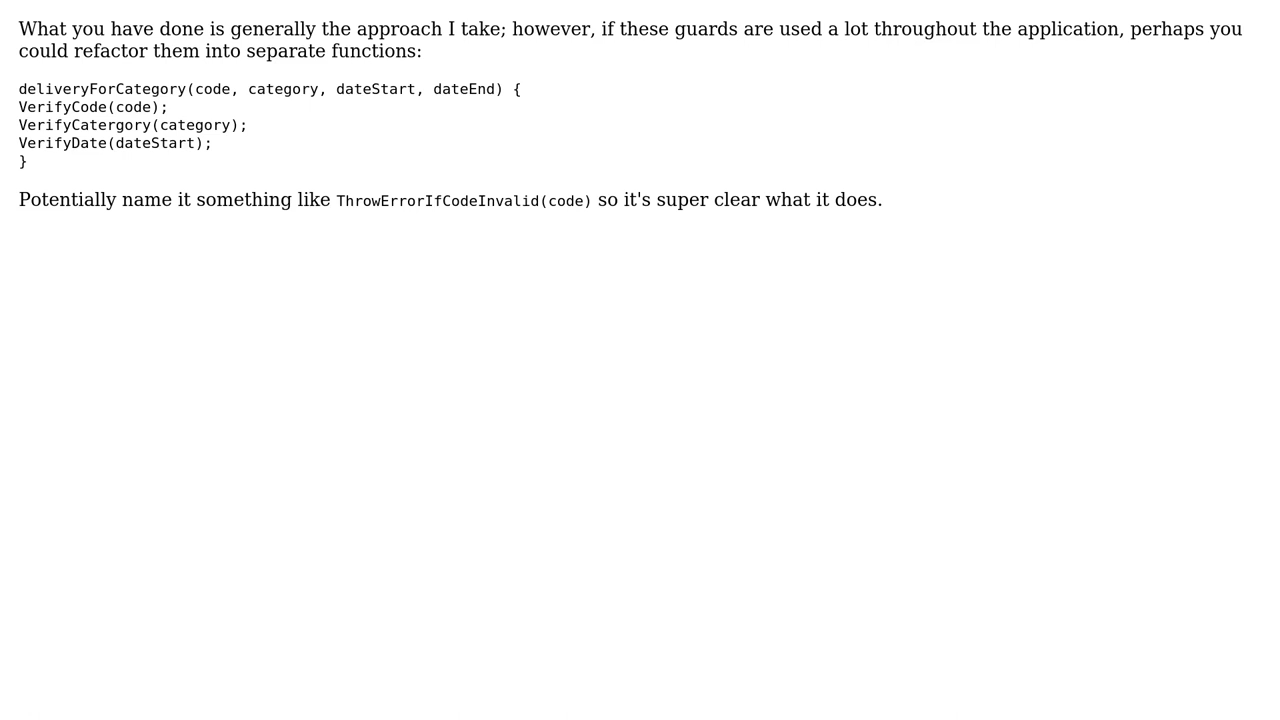 What you have done is generally the approach I take; however, if these guards are used a lot throughout the application, perhaps you
could refactor them into separate functions:
deliveryForCategory(code, category, dateStart, dateEnd) {
VerifyCode(code);
VerifyCatergory(category);
VerifyDate(dateStart);
}
Potentially name it something like ThrowErrorIfCodeInvalid(code) so it's super clear what it does.